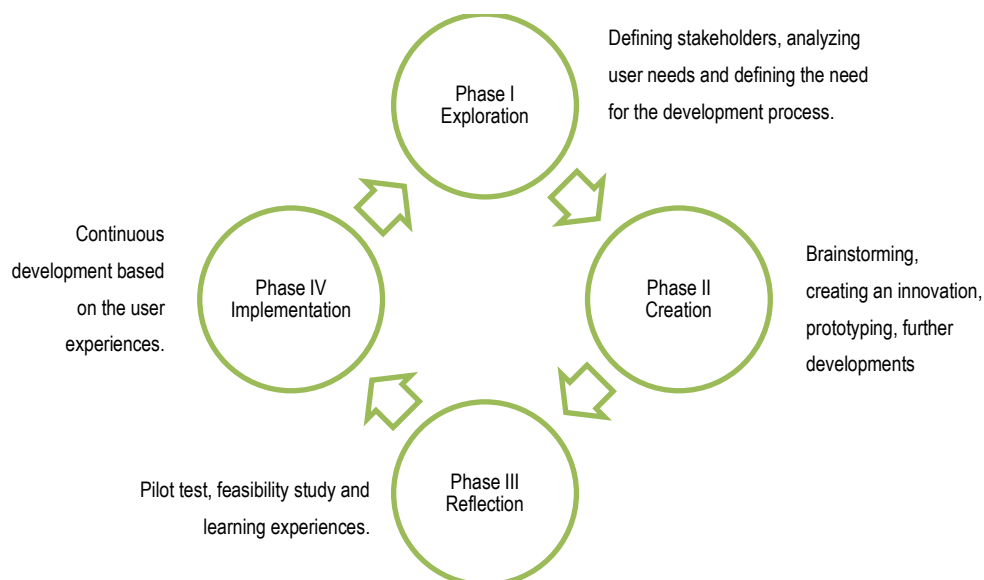 Phase I
Exploration
Defining stakeholders, analyzing
user needs and defining the need
for the development process.
Phase II
Creation
Brainstorming,
creating an innovation,
prototyping, further
developments
Phase III
Reflection
Pilot test, feasibility study and
learning experiences.
Phase IV
Implementation
Continuous
development based
on the user
experiences.